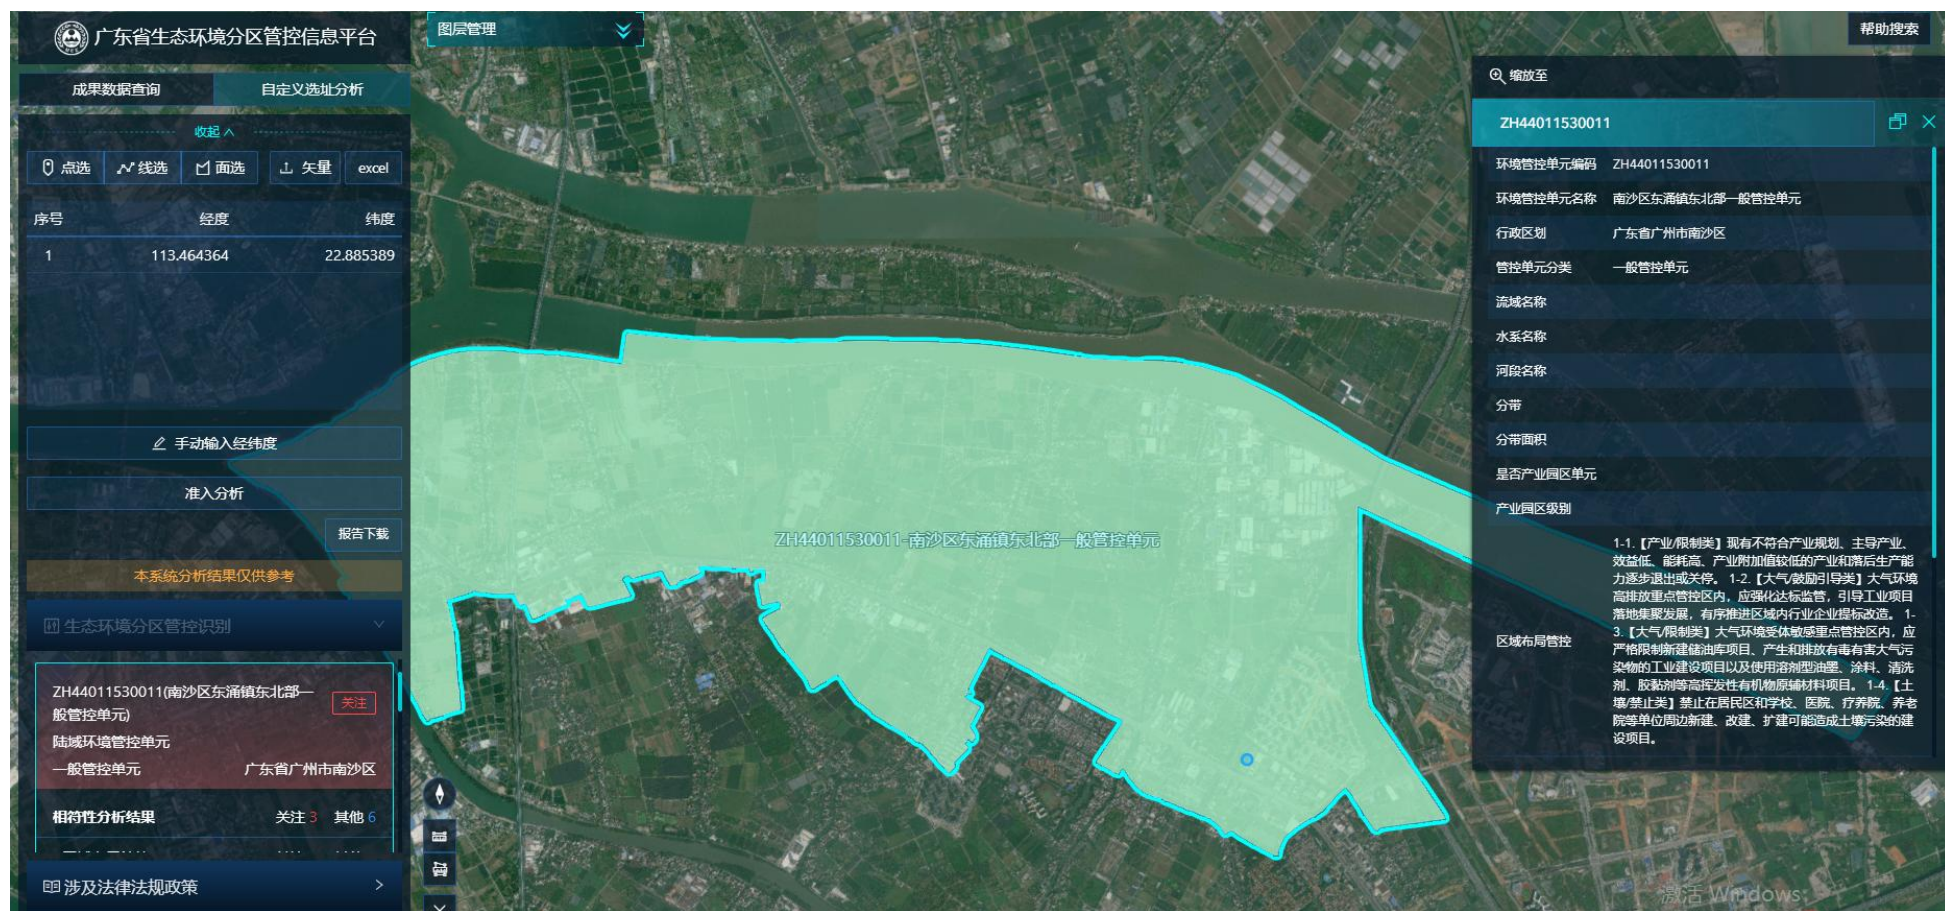 广东省生态环境分区管控信息平台
成果数据查询
自定义选址分析
收起
点选
线选
面选
矢量
excel
序号 经度 纬度
1 113.464364 22.885389
手动输入经纬度
准入分析
报告下载
本系统分析结果仅供参考
生态环境分区管控识别
ZH44011530011(南沙区东涌镇东北部一
般管控单元)
关注
陆域环境管控单元
一般管控单元 广东省广州市南沙区
相符性分析结果 关注 3 其他 6
涉及法律法规政策
图层管理
ZH44011530011-南沙区东涌镇东北部一般管控单元
帮助搜索
缩放至
ZH44011530011
环境管控单元编码 ZH44011530011
环境管控单元名称 南沙区东涌镇东北部一般管控单元
行政区划 广东省广州市南沙区
管控单元分类 一般管控单元
流域名称
水系名称
河段名称
分带
分带面积
是否产业园区单元
产业园区级别
区域布局管控
1-1.【产业/限制类】现有不符合产业规划、主导产业、
效益低、能耗高、产业附加值较低的产业和落后生产能
力逐步退出或关停。 1-2.【大气/鼓励引导类】大气环境
高排放重点管控区内，应强化达标监管，引导工业项目
落地集聚发展，有序推进区域内行业企业提标改造。 1-
3.【大气/限制类】大气环境受体敏感重点管控区内，应
严格限制新建储油库项目、产生和排放有毒有害大气污
染物的工业建设项目以及使用溶剂型油墨、涂料、清洗
剂、胶黏剂等高挥发性有机物原辅材料项目。 1-4.【土
壤/禁止类】禁止在居民区和学校、医院、疗养院、养老
院等单位周边新建、改建、扩建可能造成土壤污染的建
设项目。
激活 Windows